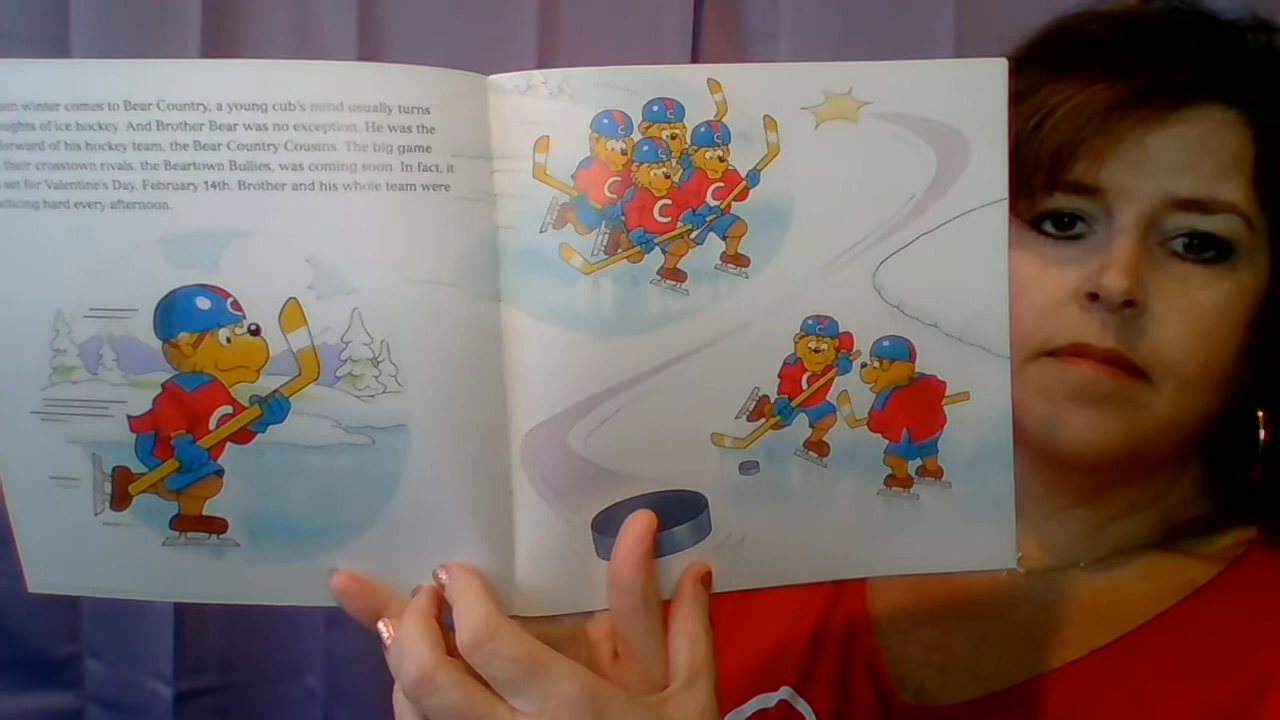 winter comes to Bear Country, a young cub's mind usually turns
of ice hockey. And Brother Bear was no exception. He was the
of his hockey team, the Bear Country Cousins. The big game
their crosstown rivals, the Beartown Bullies, was coming soon. In fact, it
set for Valentine's Day, February 14th. Brother and his whole team were
hard every afternoon.
C
C
C
C